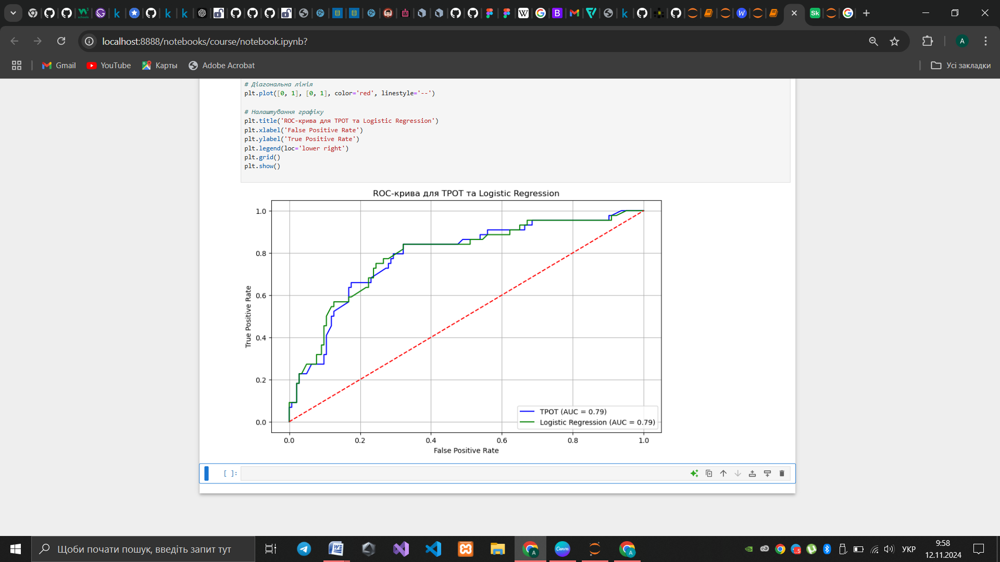 W3
schools
k
k
k
W
G
B
k
W
Sk
G
localhost:8888/notebooks/course/notebook.ipynb?
A
Gmail
YouTube
Карты
Adobe Acrobat
Усі закладки
# Діагональна лінія
plt.plot([0, 1], [0, 1], color='red', linestyle='--')
# Налаштування графіку
plt.title('ROC-крива для TPOT та Logistic Regression')
plt.xlabel('False Positive Rate')
plt.ylabel('True Positive Rate')
plt.legend(loc='lower right')
plt.grid()
plt.show()
ROC-крива для TPOT та Logistic Regression
1.0
0.8
0.6
0.4
0.2
0.0
True Positive Rate
TPOT (AUC = 0.79)
Logistic Regression (AUC = 0.79)
0.0 0.2 0.4 0.6 0.8 1.0
False Positive Rate
[ ]:
Щоби почати пошук, введіть запит тут
W
Canva
A
A
УКР
9:58
12.11.2024